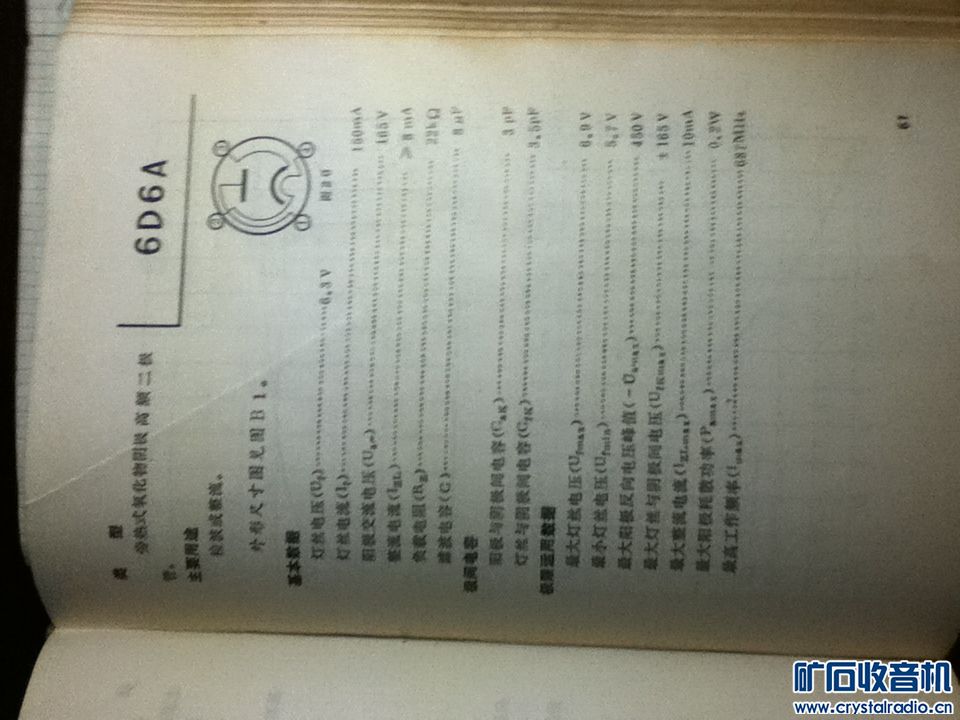 6D6A
类型
旁热式氧化物阴极高频二极
管。
主要用途
检波或整流。
外形尺寸图见图B1。
基本数据
灯丝电压(Uf)……6.3V
灯丝电流(If)……150mA
阳极交流电压(Ua~)……165V
整流电流(IBL)……≥8mA
负载电阻(RZ)……22kΩ
滤波电容(C)……8μF
极间电容
阳极与阴极间电容(CaK)……3pF
灯丝与阴极间电容(CfK)……3.5pF
极限运用数据
最大灯丝电压(Ufmax)……6.9V
最小灯丝电压(Ufmin)……5.7V
最大阳极反向电压峰值(-Uamax)……450V
最大灯丝与阴极间电压(UfKmax)……±165V
最大整流电流(IZLmax)……10mA
最大阳极耗散功率(Pamax)……0.2W
最高工作频率(fmax)……687MHz
矿石收音机
www.crystalradio.cn